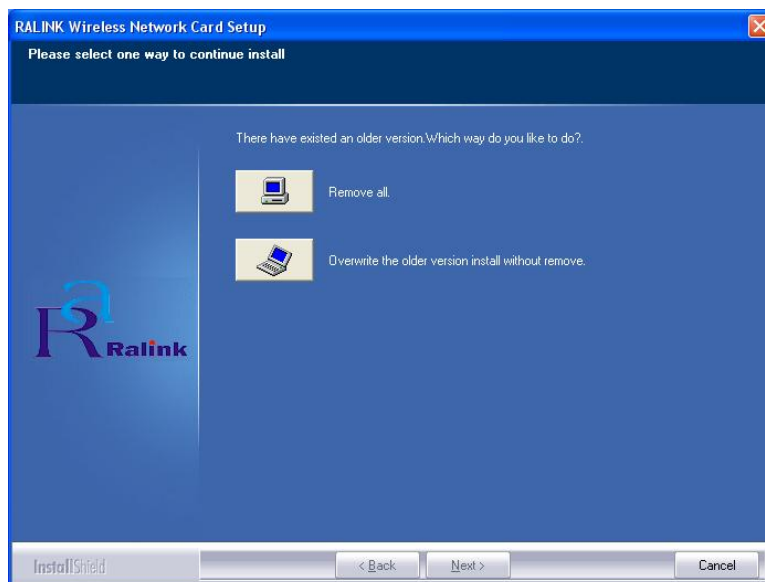 RALINK Wireless Network Card Setup
Please select one way to continue install
There have existed an older version.Which way do you like to do?.
Remove all.
Overwrite the older version install without remove.
Ra
Ralink
InstallShield
< Back
Next >
Cancel